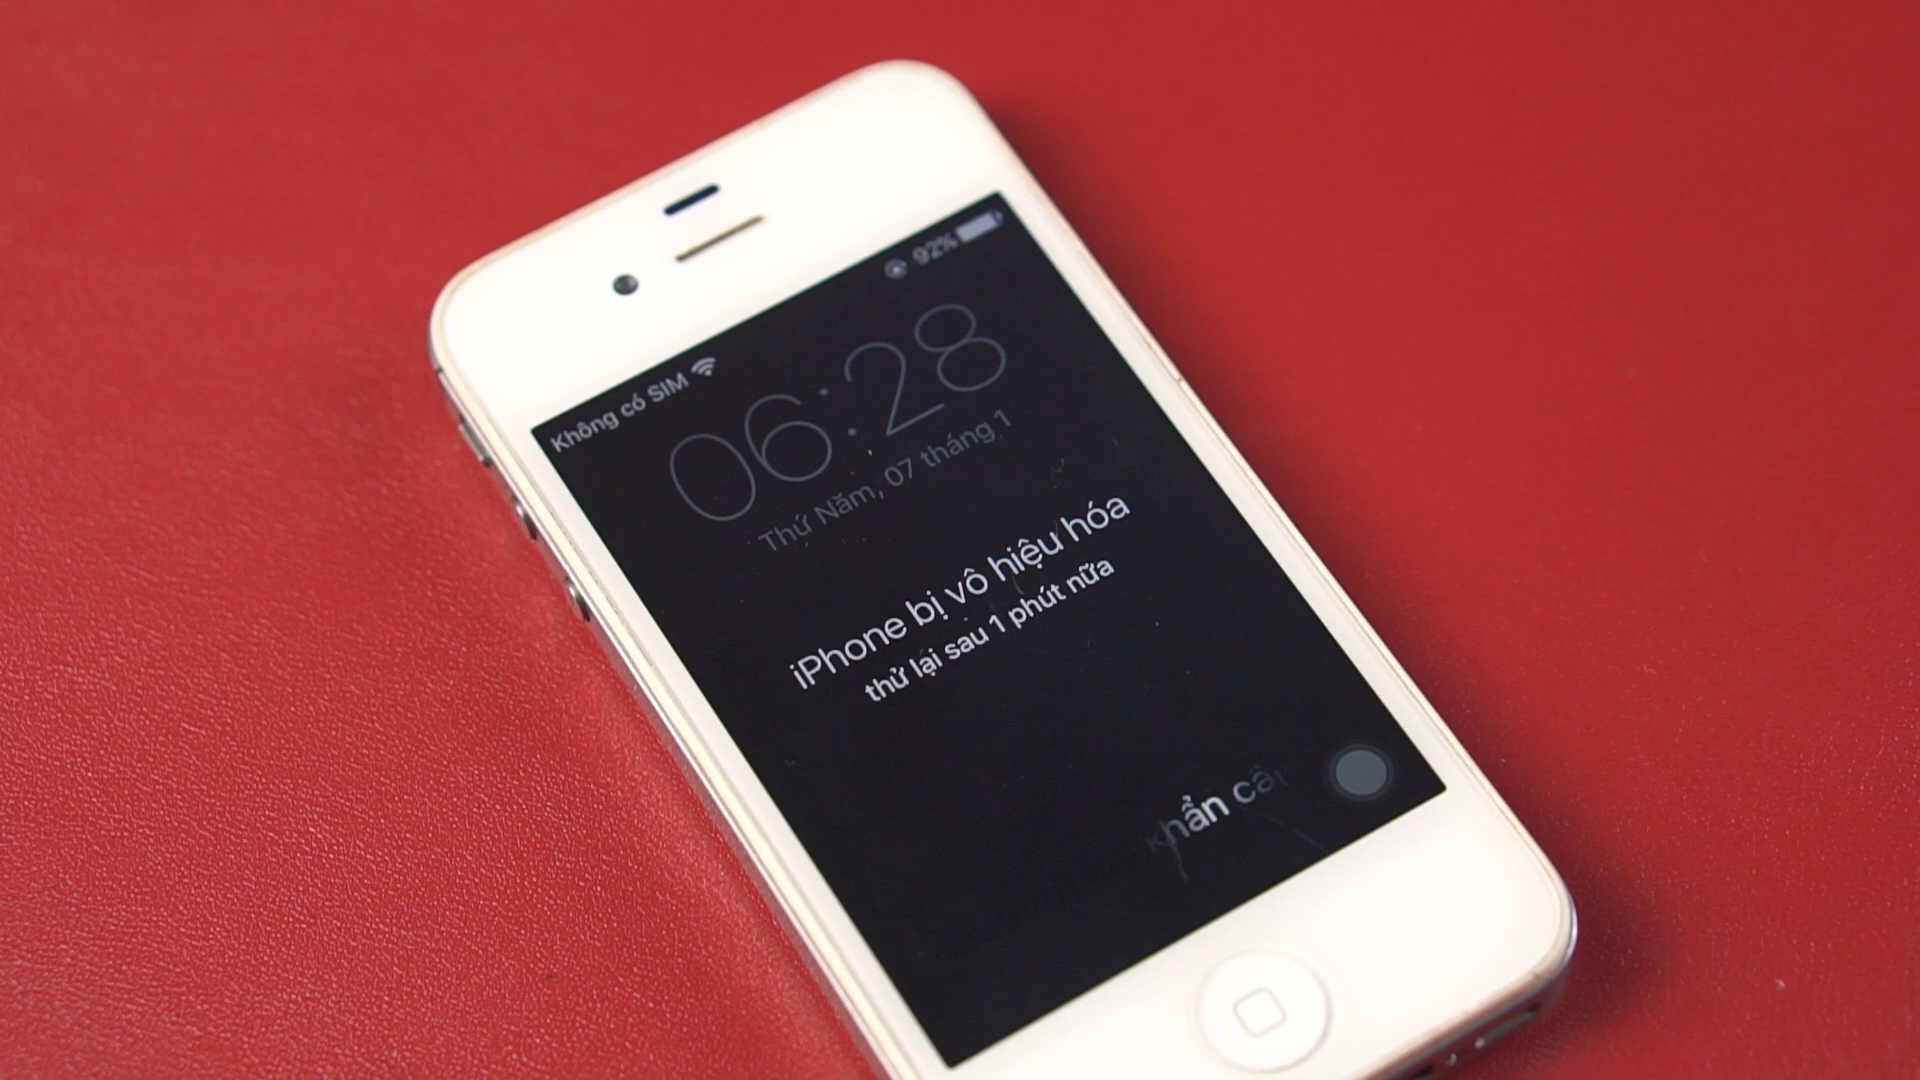 Không có SIM 92%
06:28
Thứ Năm, 07 tháng 1
iPhone bị vô hiệu hóa
thử lại sau 1 phút nữa
khẩn